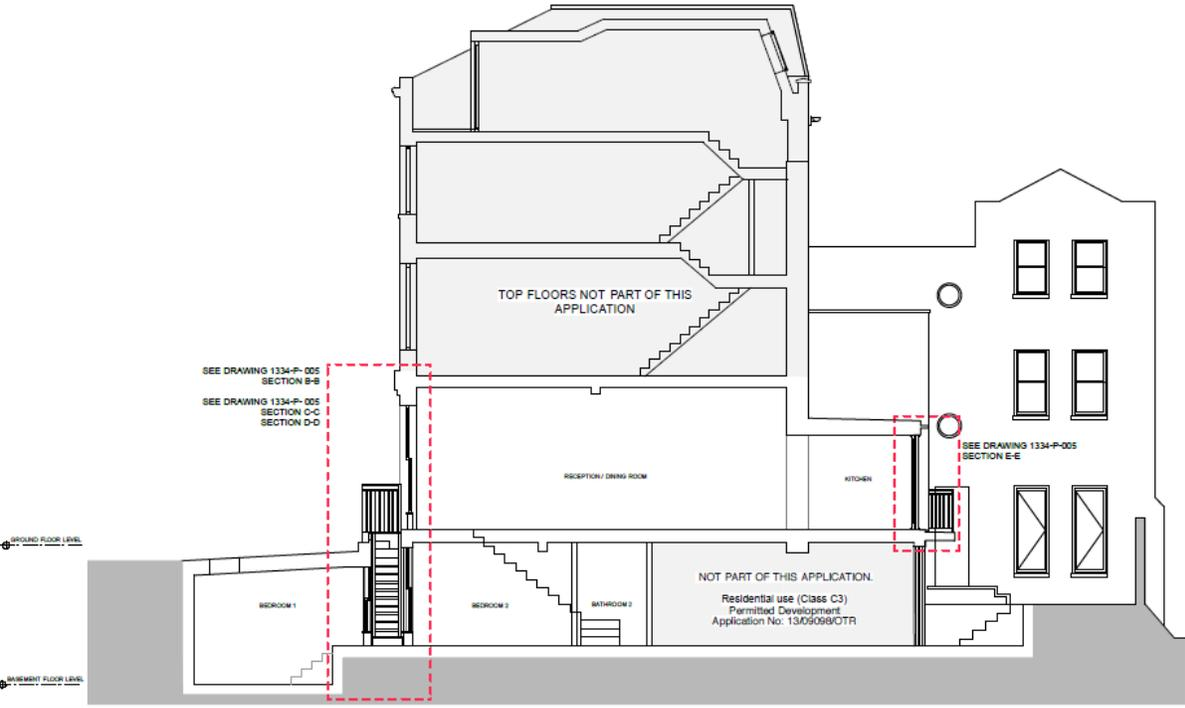 TOP FLOORS NOT PART OF THIS
APPLICATION
SEE DRAWING 1334-P- 005
SECTION B-B
SEE DRAWING 1334-P- 005
SECTION C-C
SECTION D-D
SEE DRAWING 1334-P-005
SECTION E-E
RECEPTION / DINING ROOM
KITCHEN
GROUND FLOOR LEVEL
NOT PART OF THIS APPLICATION.
Residential use (Class C3)
Permitted Development
Application No: 13/09098/OTR
BEDROOM 1
BEDROOM 2
BATHROOM 2
BASEMENT FLOOR LEVEL